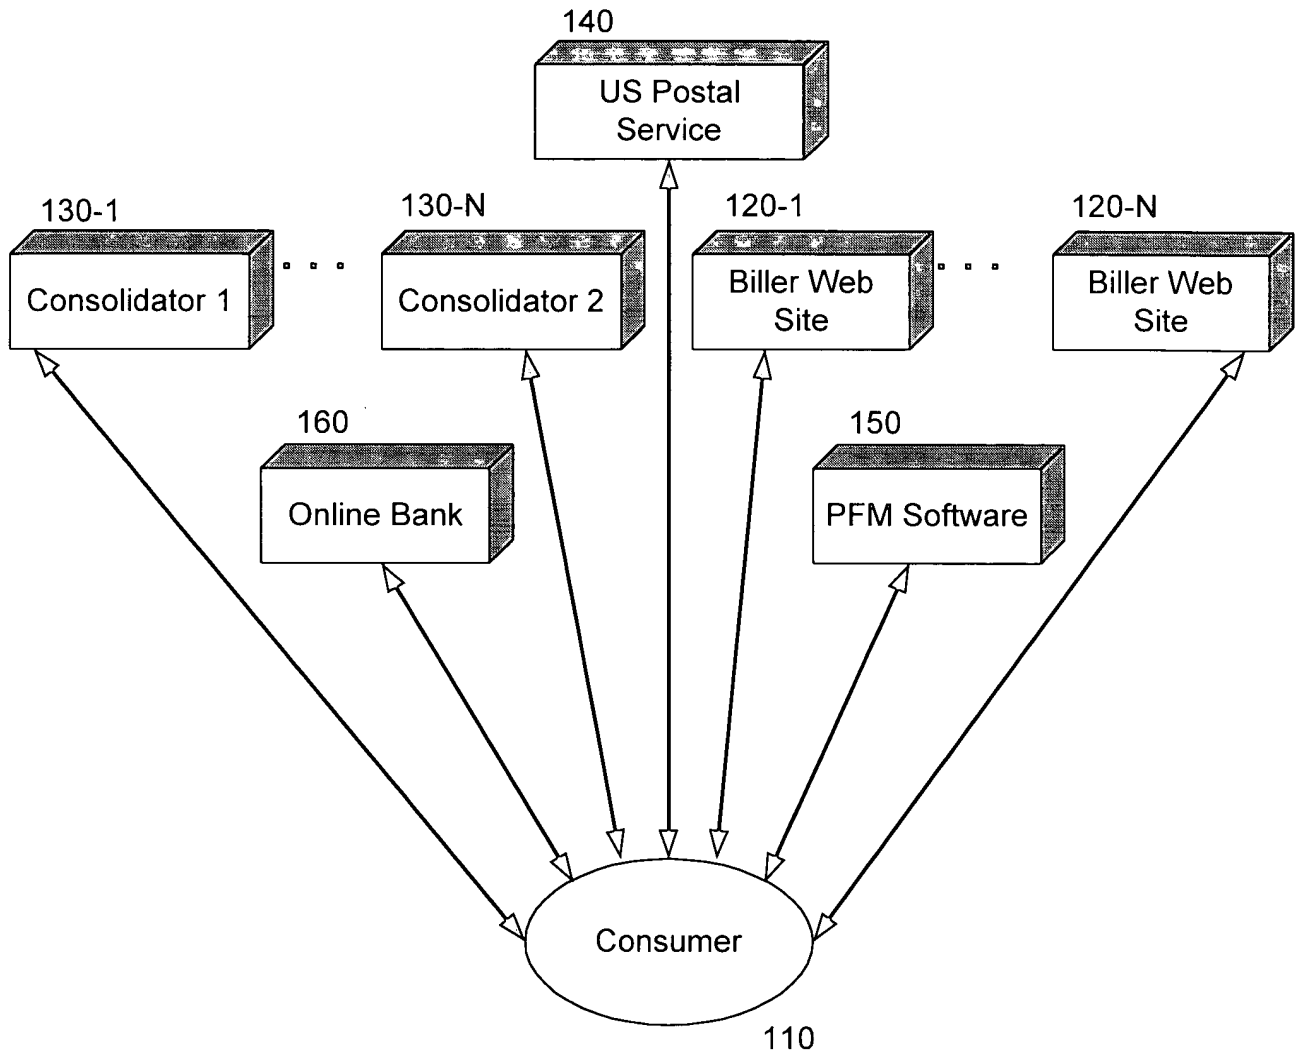 140
US Postal
Service
130-1
130-N
120-1
120-N
Consolidator 1
Consolidator 2
Biller Web
Site
Biller Web
Site
160
150
Online Bank
PFM Software
Consumer
110